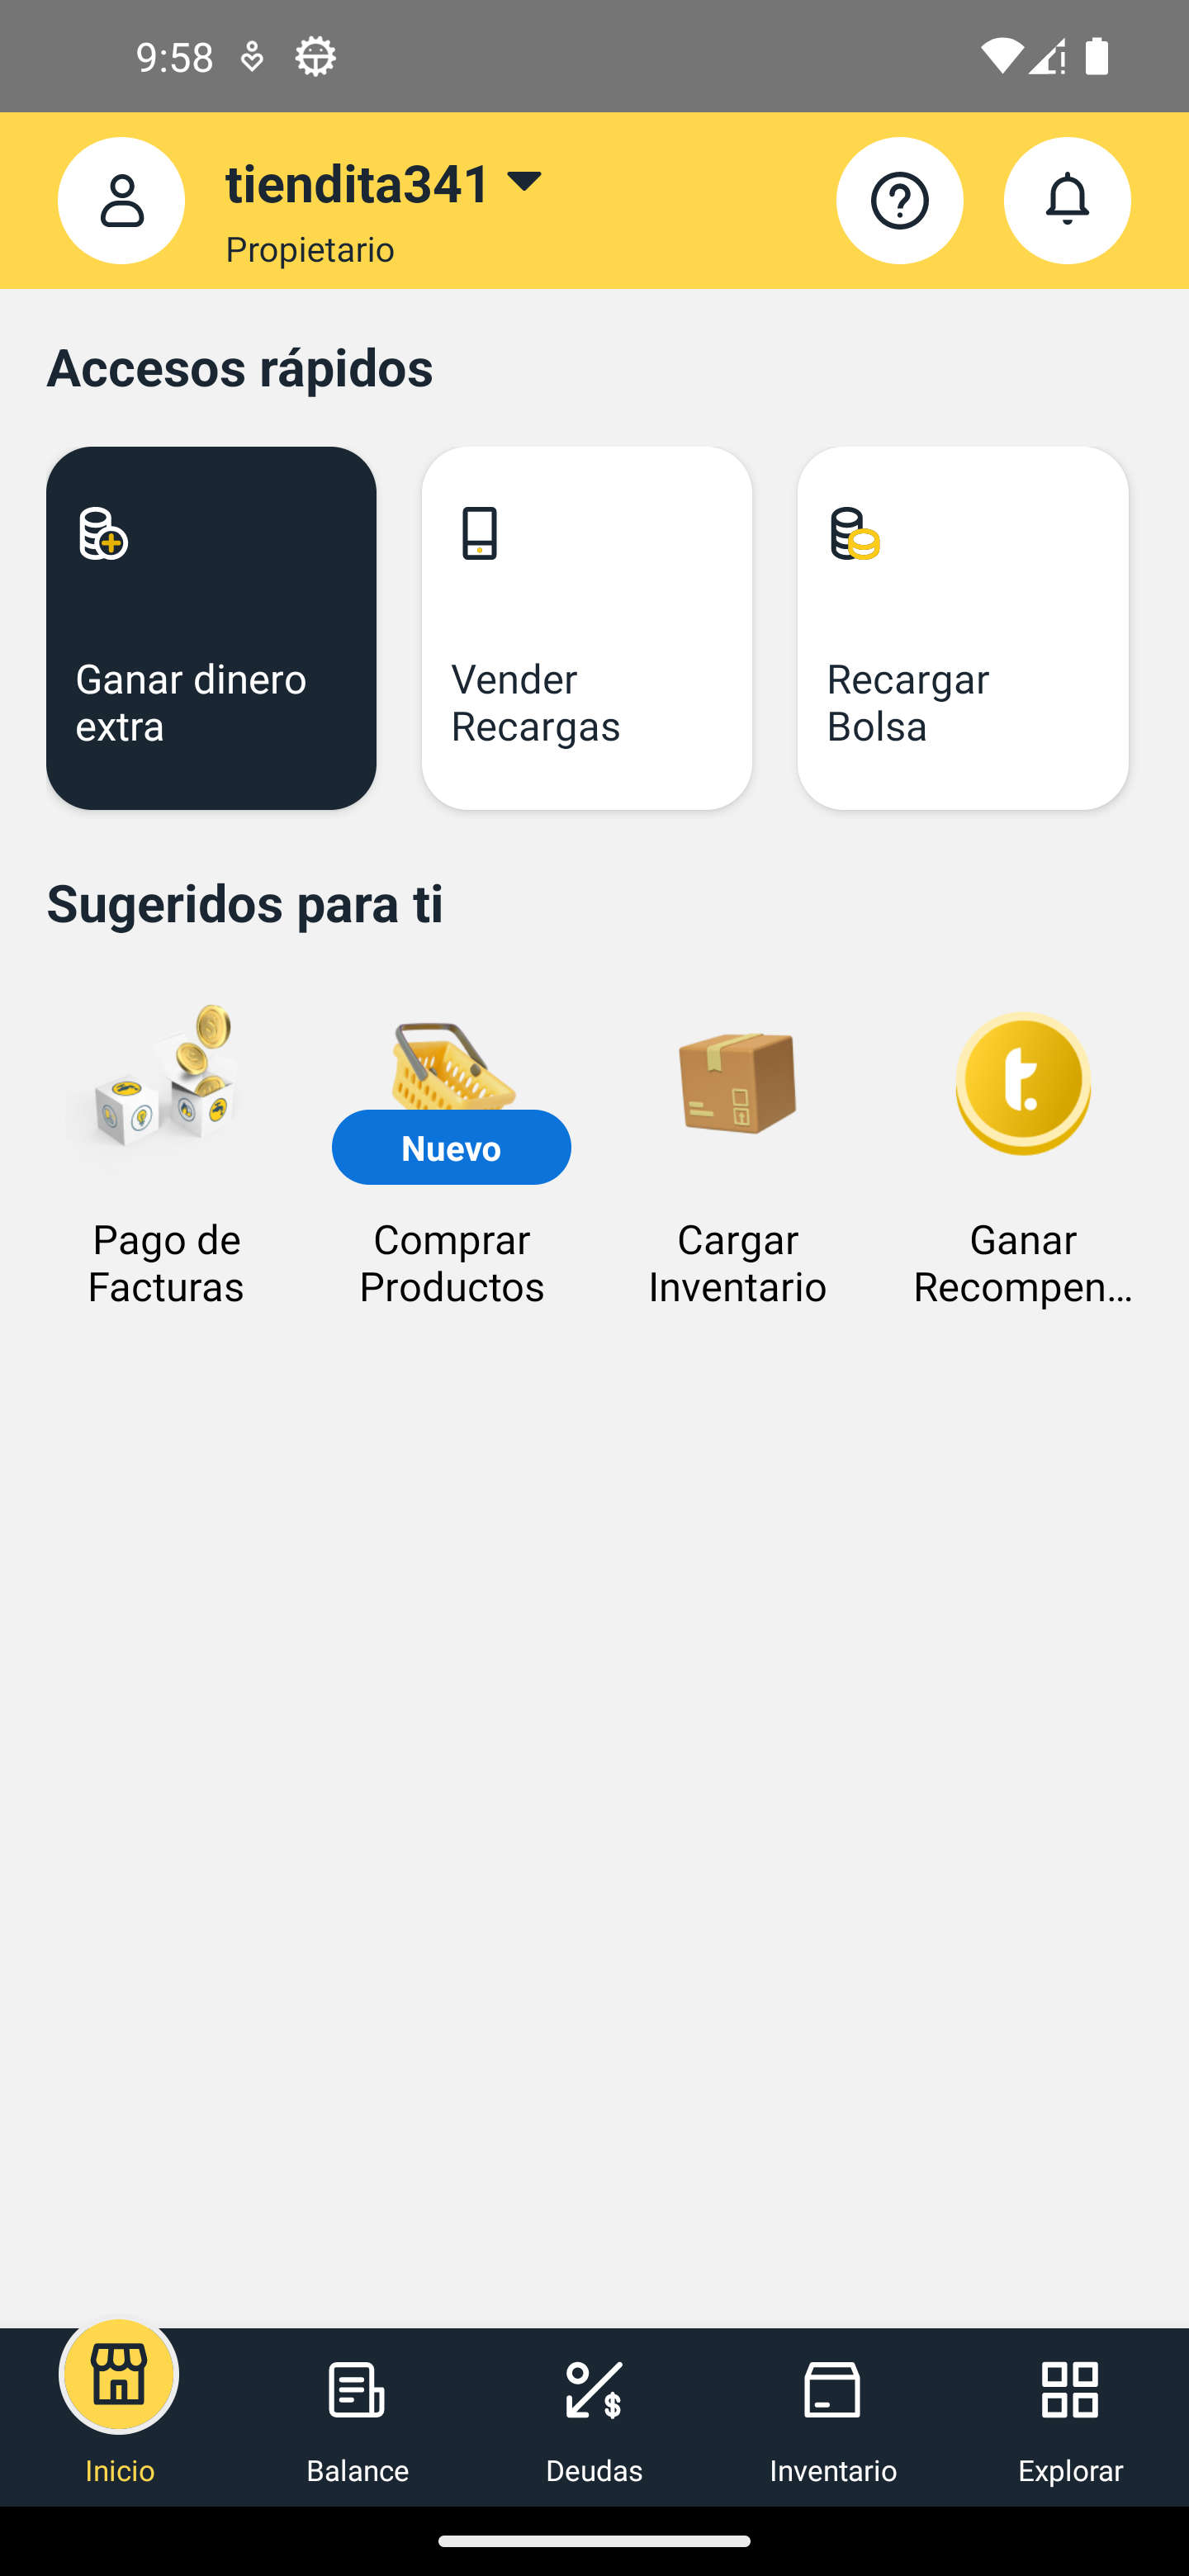 9:58
tiendita341
Propietario
Accesos rápidos
Ganar dinero
extra
Vender
Recargas
Recargar
Bolsa
Sugeridos para ti
Nuevo
Pago de
Facturas
Comprar
Productos
Cargar
Inventario
Ganar
Recompen...
Inicio
Balance
Deudas
Inventario
Explorar